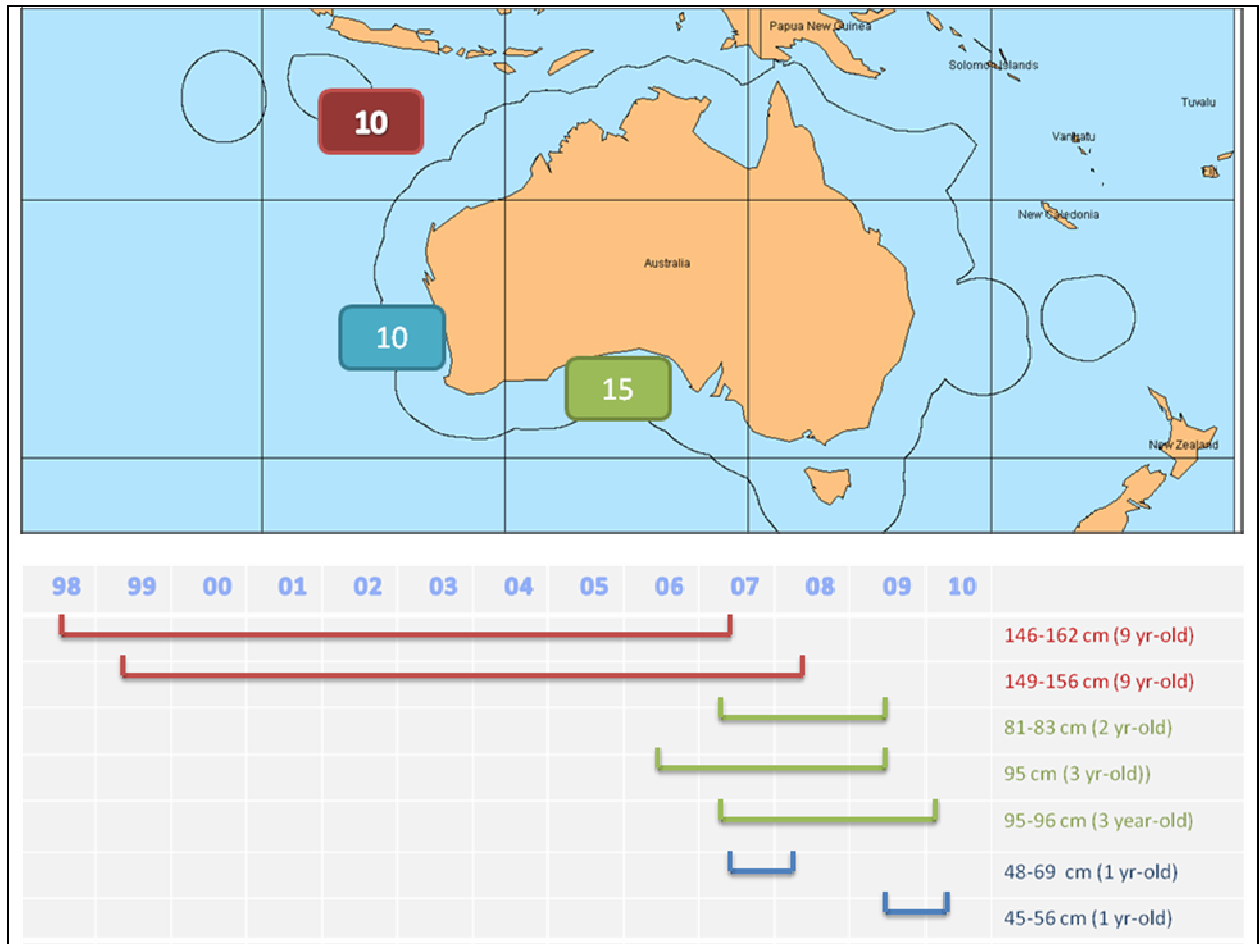 Papua New Guinea
Solomon Islands
Tuvalu
10
Vanuatu
Fiji
New Caledonia
Australia
10
15
New Zealand
98 99 00 01 02 03 04 05 06 07 08 09 10
146-162 cm (9 yr-old)
149-156 cm (9 yr-old)
81-83 cm (2 yr-old)
95 cm (3 yr-old))
95-96 cm (3 year-old)
48-69 cm (1 yr-old)
45-56 cm (1 yr-old)